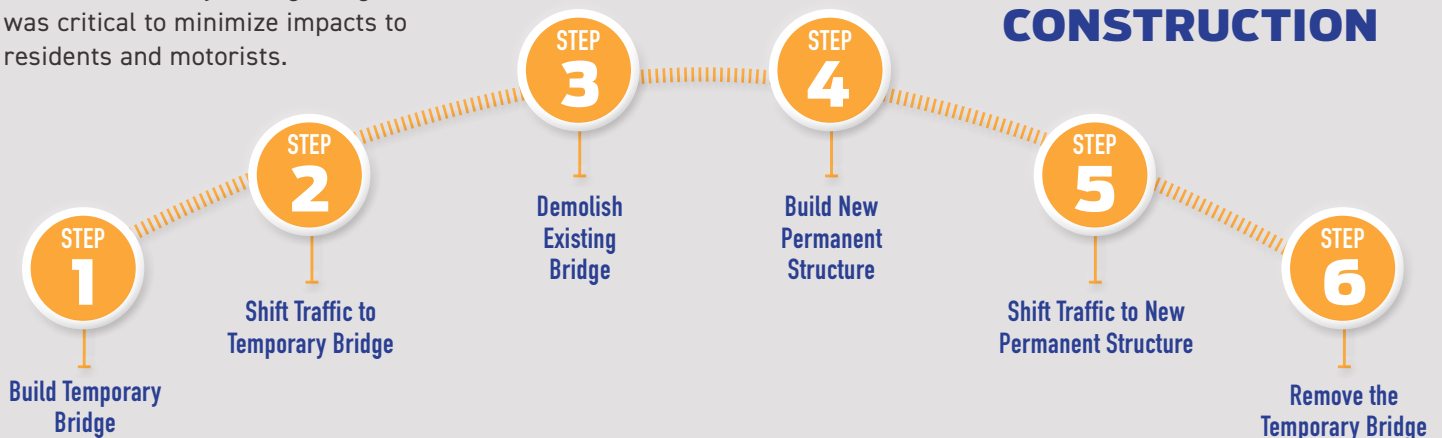 was critical to minimize impacts to
residents and motorists.
CONSTRUCTION
STEP
1
Build Temporary
Bridge
STEP
2
Shift Traffic to
Temporary Bridge
STEP
3
Demolish
Existing
Bridge
STEP
4
Build New
Permanent
Structure
STEP
5
Shift Traffic to New
Permanent Structure
STEP
6
Remove the
Temporary Bridge